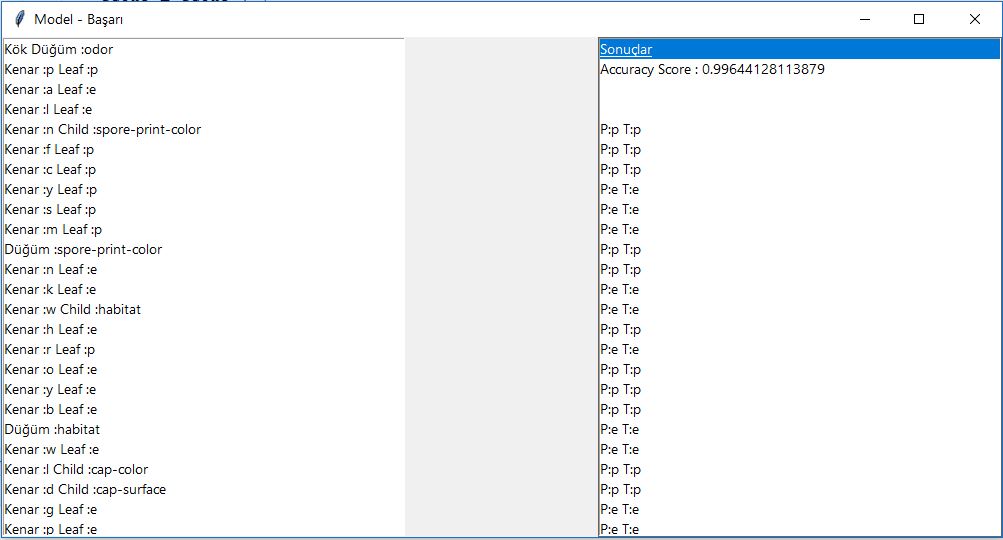 Model - Başarı
Kök Düğüm :odor
Kenar :p Leaf :p
Kenar :a Leaf :e
Kenar :l Leaf :e
Kenar :n Child :spore-print-color
Kenar :f Leaf :p
Kenar :c Leaf :p
Kenar :y Leaf :p
Kenar :s Leaf :p
Kenar :m Leaf :p
Düğüm :spore-print-color
Kenar :n Leaf :e
Kenar :k Leaf :e
Kenar :w Child :habitat
Kenar :h Leaf :e
Kenar :r Leaf :p
Kenar :o Leaf :e
Kenar :y Leaf :e
Kenar :b Leaf :e
Düğüm :habitat
Kenar :w Leaf :e
Kenar :l Child :cap-color
Kenar :d Child :cap-surface
Kenar :g Leaf :e
Kenar :p Leaf :e
Sonuçlar
Accuracy Score : 0.99644128113879
P:p T:p
P:p T:p
P:p T:p
P:e T:e
P:e T:e
P:e T:e
P:p T:p
P:p T:p
P:e T:e
P:e T:e
P:p T:p
P:e T:e
P:p T:p
P:p T:p
P:p T:p
P:e T:e
P:e T:e
P:p T:p
P:p T:p
P:e T:e
P:e T:e